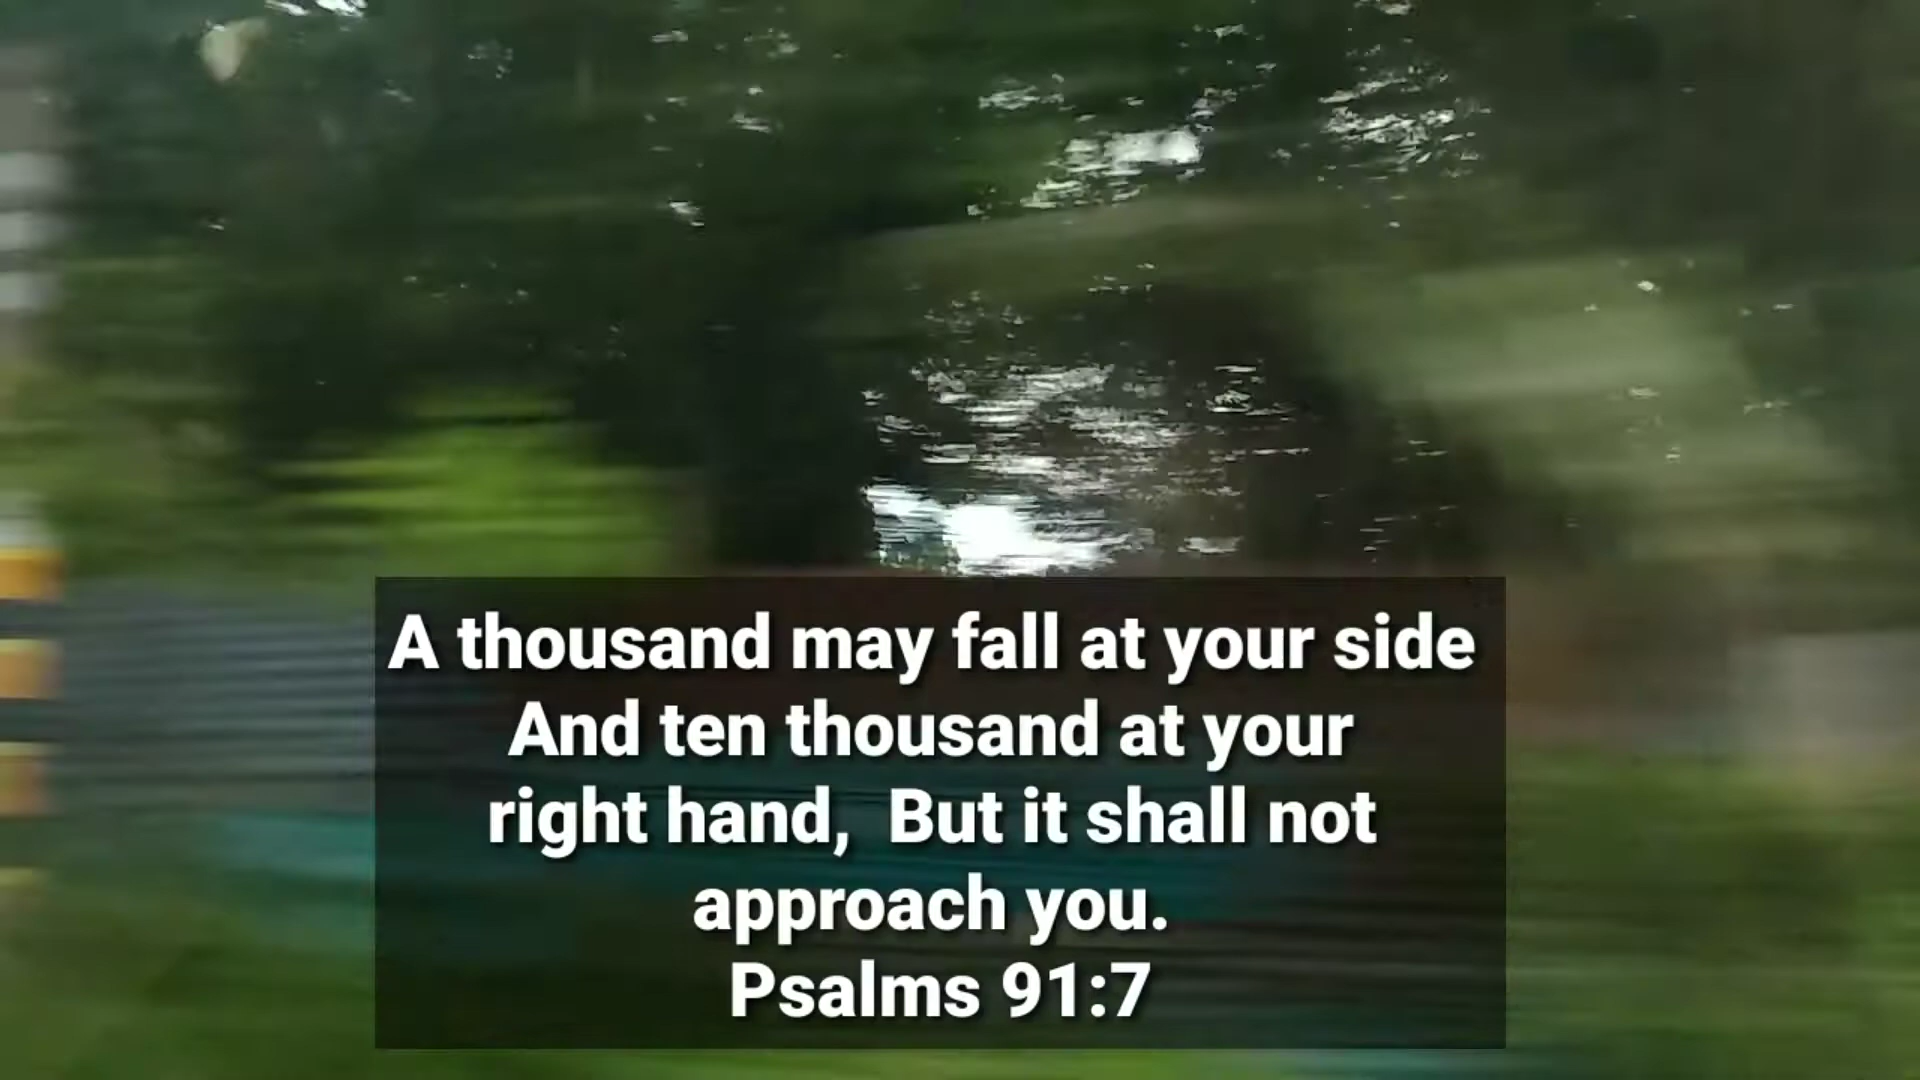 A thousand may fall at your side
And ten thousand at your
right hand,  But it shall not
approach you.
Psalms 91:7